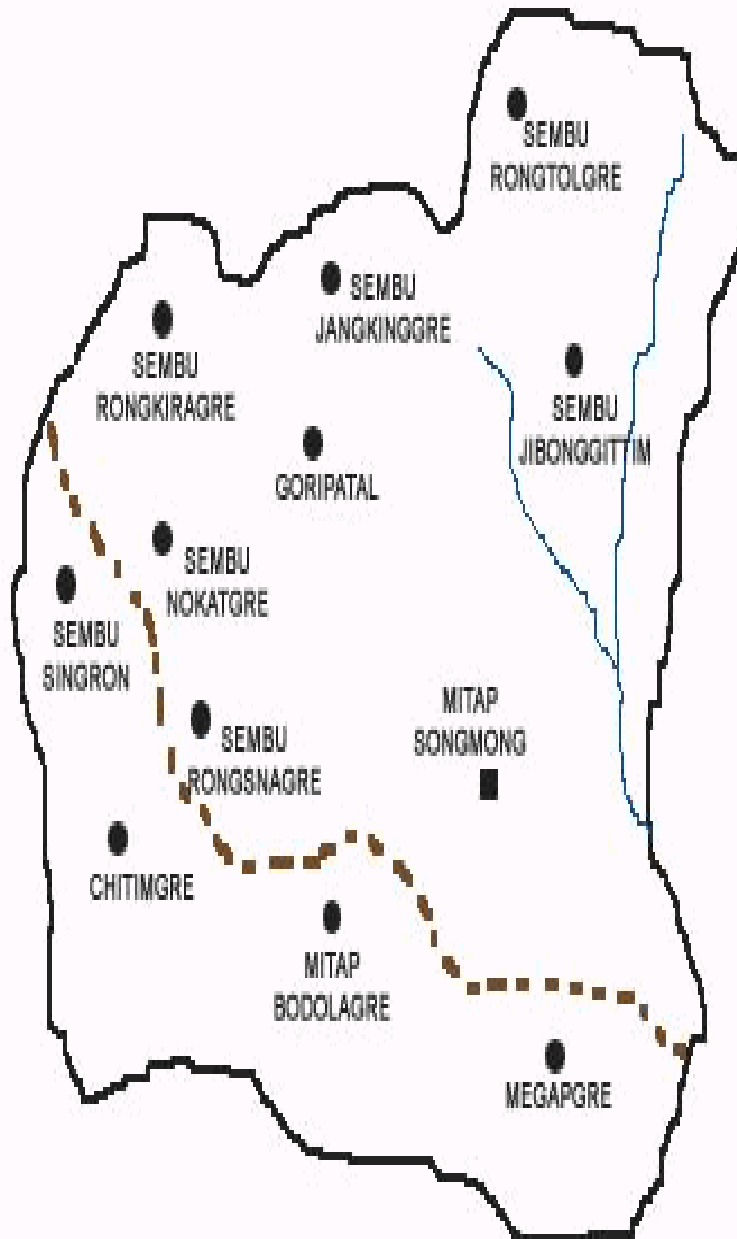 SEMBU
RONGTOLGRE
SEMBU
JANGKINGGRE
SEMBU
RONGKIRAGRE
SEMBU
JIBONGGITTIM
GORIPATAL
SEMBU
NOKATGRE
SEMBU
SINGRON
MITAP
SONGMONG
SEMBU
RONGSNAGRE
CHITIMGRE
MITAP
BODOLAGRE
MEGAPGRE